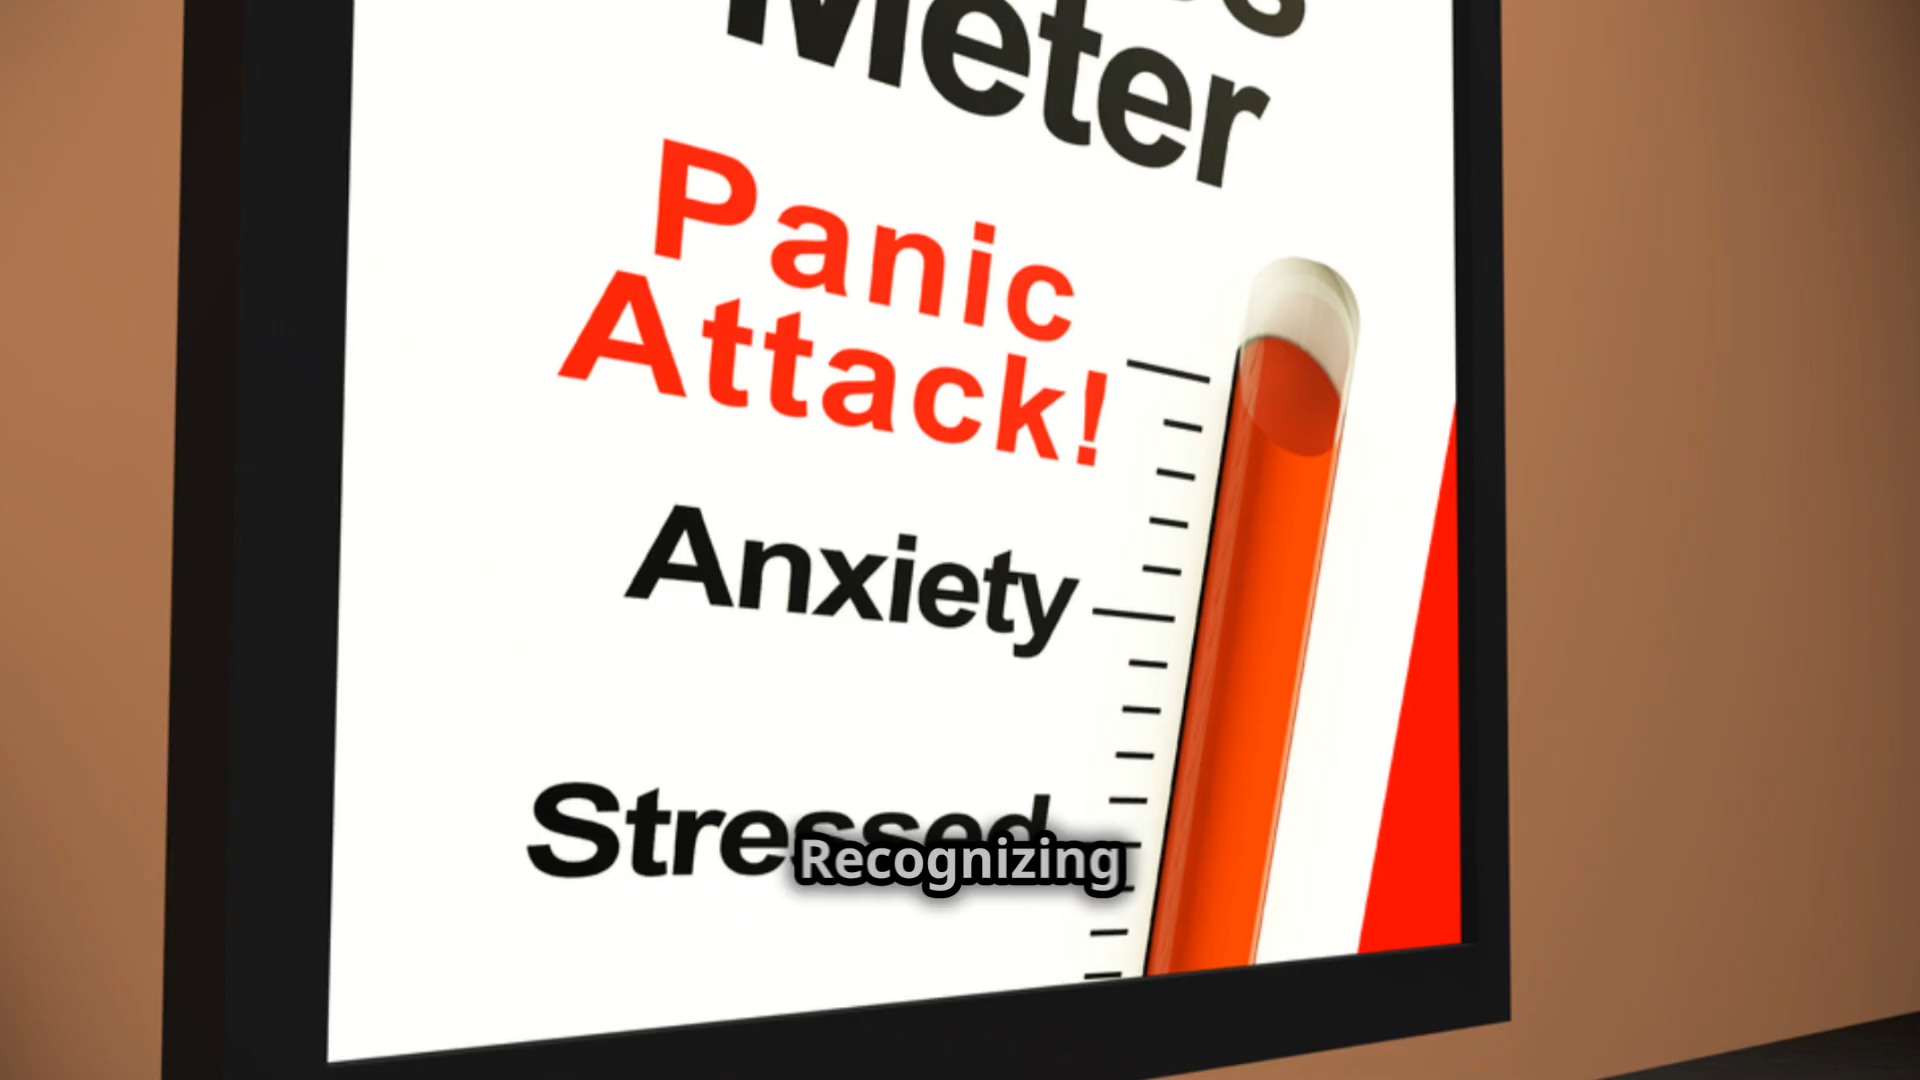 Meter
Panic
Attack!
Anxiety
Stressed
Recognizing